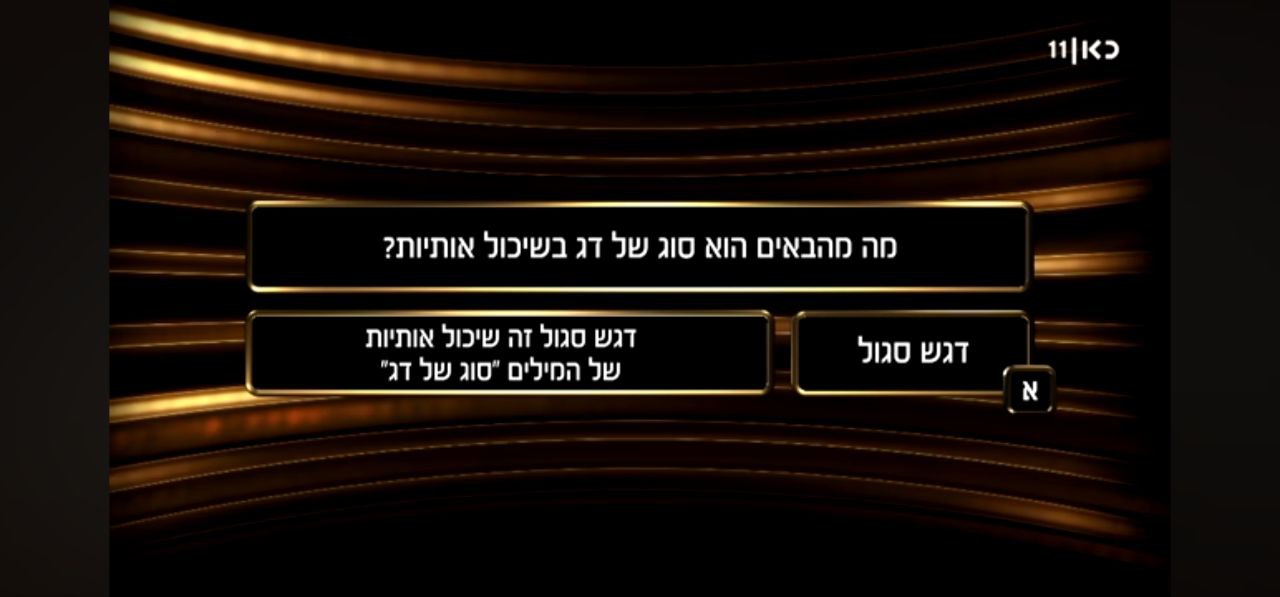 כאן|11
מה מהבאים הוא סוג של דג בשיכול אותיות?
דגש סגול
א
דגש סגול זה שיכול אותיות
של המילים "סוג של דג"